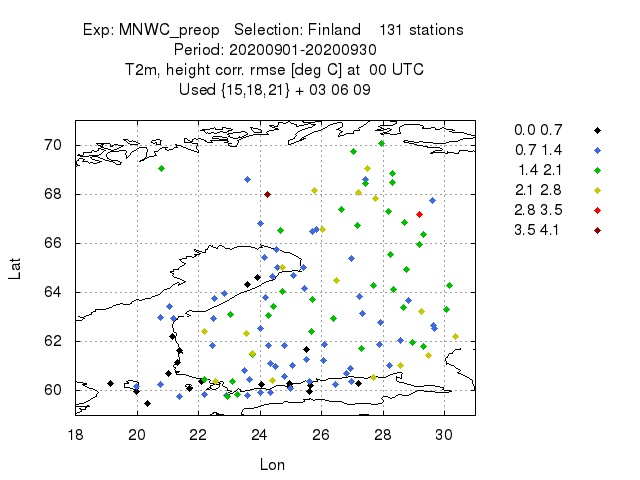 Exp: MNWC_preop   Selection: Finland    131 stations
Period: 20200901-20200930
T2m, height corr. rmse [deg C] at  00 UTC
Used {15,18,21} + 03 06 09
0.0 0.7
0.7 1.4
1.4 2.1
2.1 2.8
2.8 3.5
3.5 4.1
70
68
66
64
62
60
Lat
18 20 22 24 26 28 30
Lon